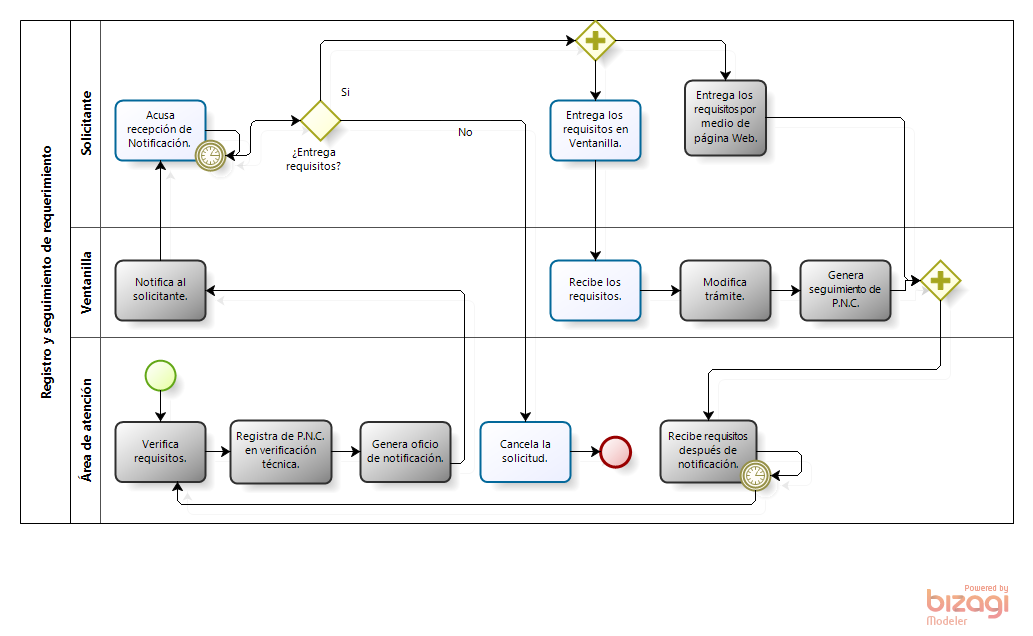 Registro y seguimiento de requerimiento
Solicitante
Acusa
recepción de
Notificación.
Si
No
¿Entrega
requisitos?
Entrega los
requisitos en
Ventanilla.
Entrega los
requisitos por
medio de
página Web.
Ventanilla
Notifica al
solicitante.
Recibe los
requisitos.
Modifica
trámite.
Genera
seguimiento de
P.N.C.
Área de atención
Verifica
requisitos.
Registra de P.N.C.
en verificación
técnica.
Genera oficio
de notificación.
Cancela la
solicitud.
Recibe requisitos
después de
notificación.
Powered by
bizagi
Modeler